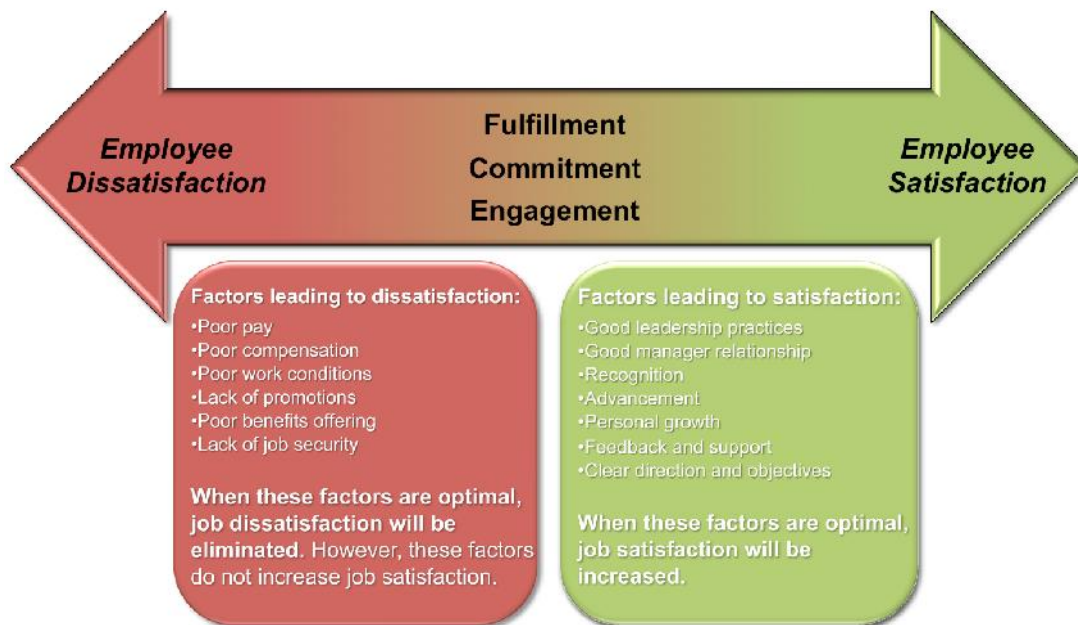 Employee
Dissatisfaction
Fulfillment
Commitment
Engagement
Employee
Satisfaction
Factors leading to dissatisfaction:
•Poor pay
•Poor compensation
•Poor work conditions
•Lack of promotions
•Poor benefits offering
•Lack of job security
When these factors are optimal,
job dissatisfaction will be
eliminated. However, these factors
do not increase job satisfaction.
Factors leading to satisfaction:
•Good leadership practices
•Good manager relationship
•Recognition
•Advancement
•Personal growth
•Feedback and support
•Clear direction and objectives
When these factors are optimal,
job satisfaction will be
increased.